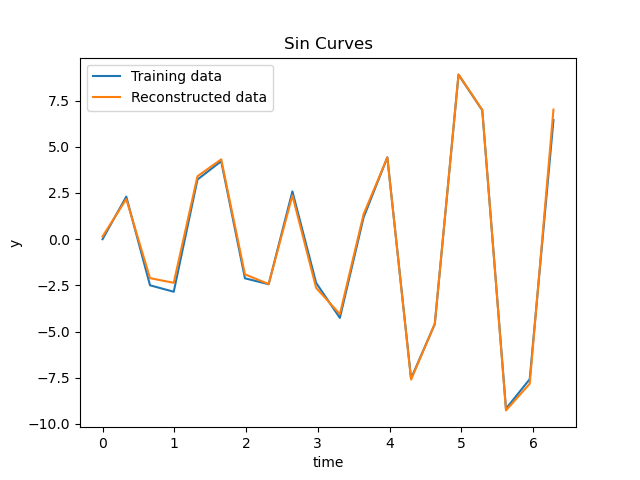 Sin Curves
Training data
Reconstructed data
7.5
5.0
2.5
0.0
−2.5
−5.0
−7.5
−10.0
y
0 1 2 3 4 5 6
time